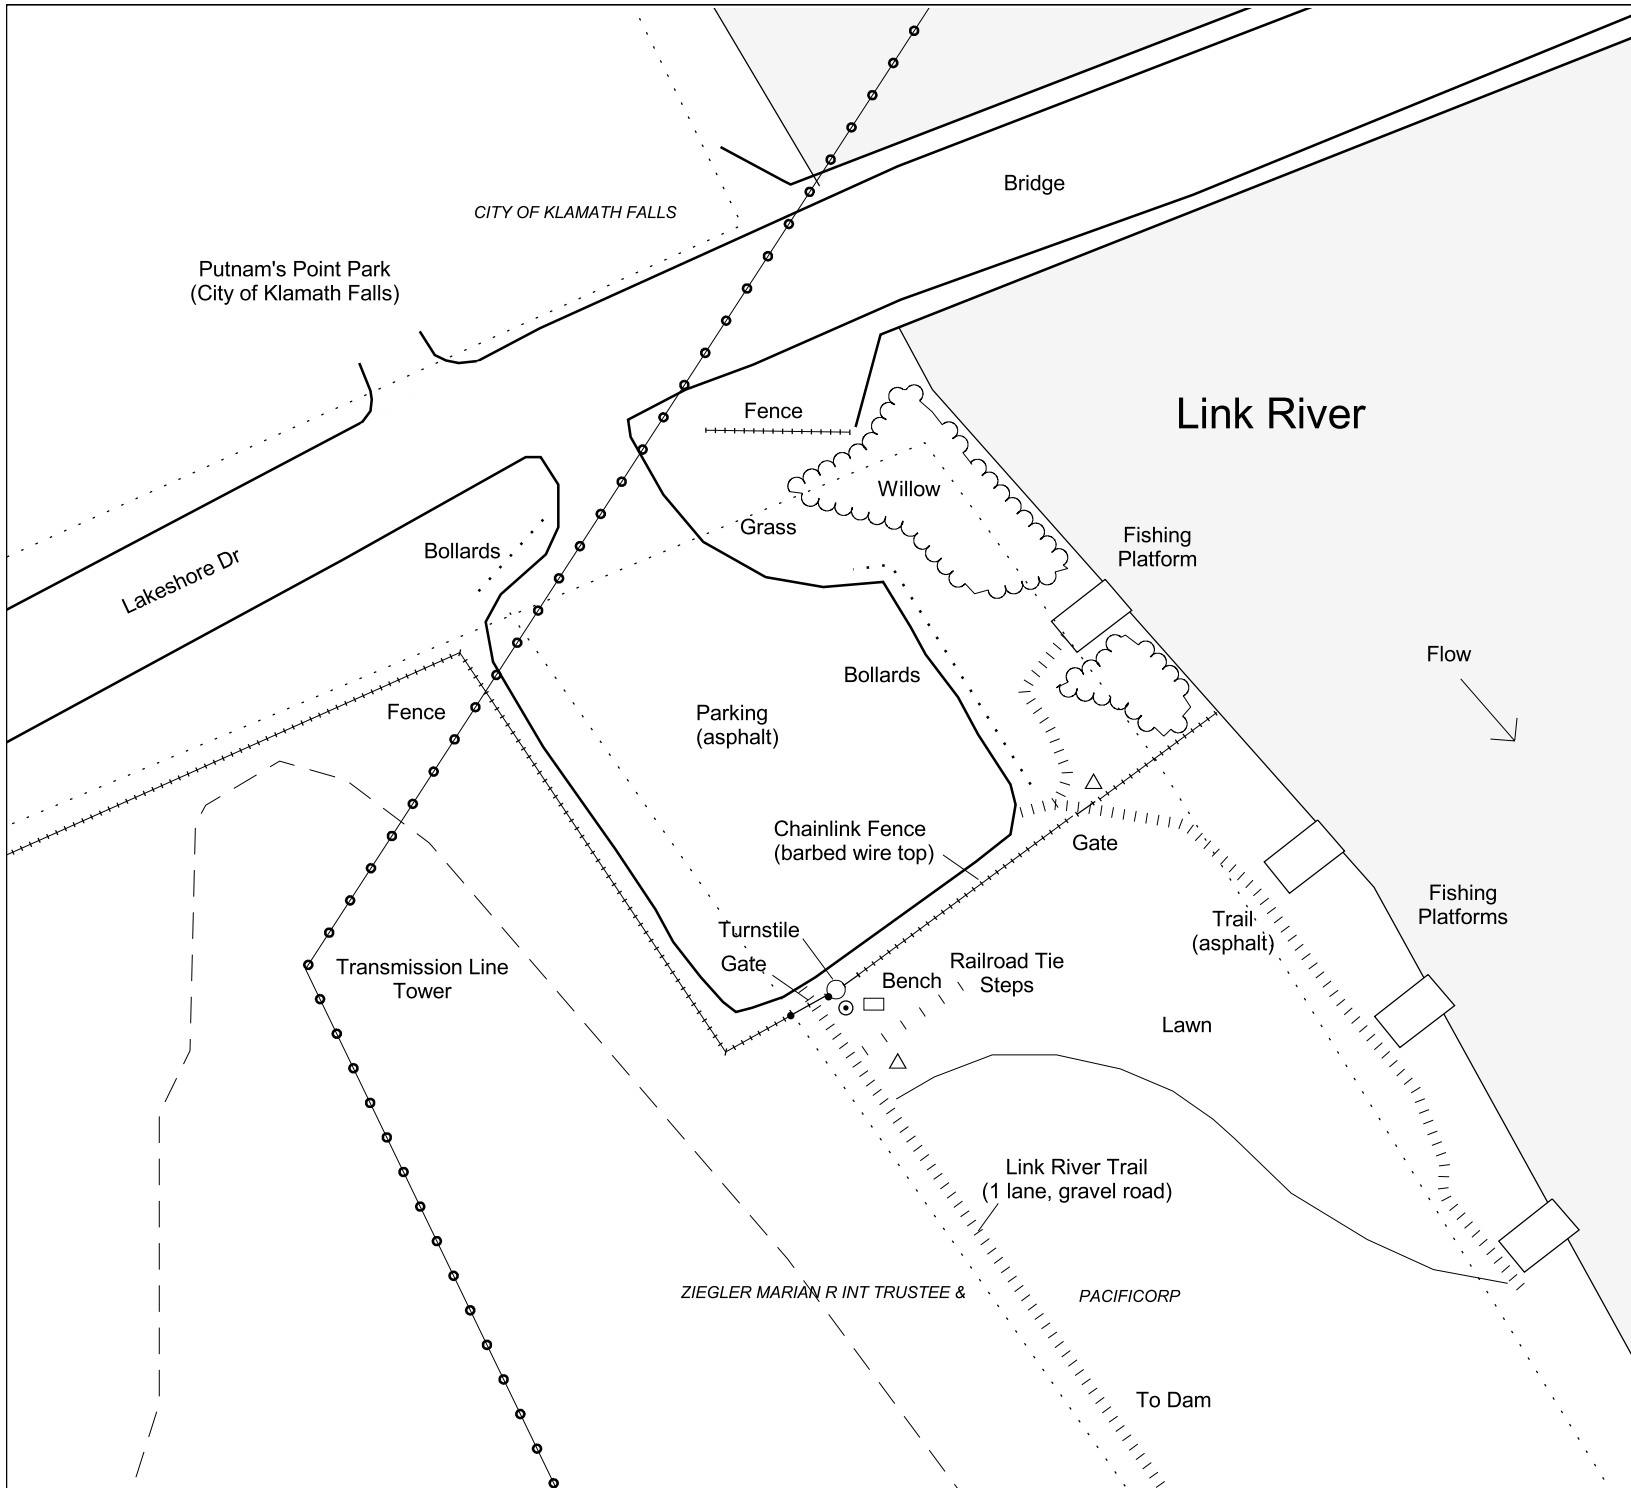 Bridge
CITY OF KLAMATH FALLS
Putnam's Point Park
(City of Klamath Falls)
Link River
Fence
Willow
Grass
Fishing
Platform
Bollards
Lakeshore Dr
Flow
Bollards
Fence
Parking
(asphalt)
Chainlink Fence
(barbed wire top)
Gate
Fishing
Platforms
Trail
(asphalt)
Turnstile
Gate
Transmission Line
Tower
Bench
Railroad Tie
Steps
Lawn
Link River Trail
(1 lane, gravel road)
ZIEGLER MARIAN R INT TRUSTEE &
PACIFICORP
To Dam